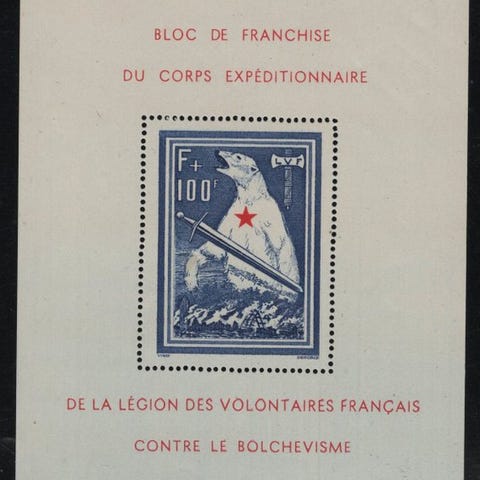 BLOC DE FRANCHISE
DU CORPS EXPÉDITIONNAIRE
F+
100F
LVF
DE LA LÉGION DES VOLONTAIRES FRANÇAIS
CONTRE LE BOLCHEVISME